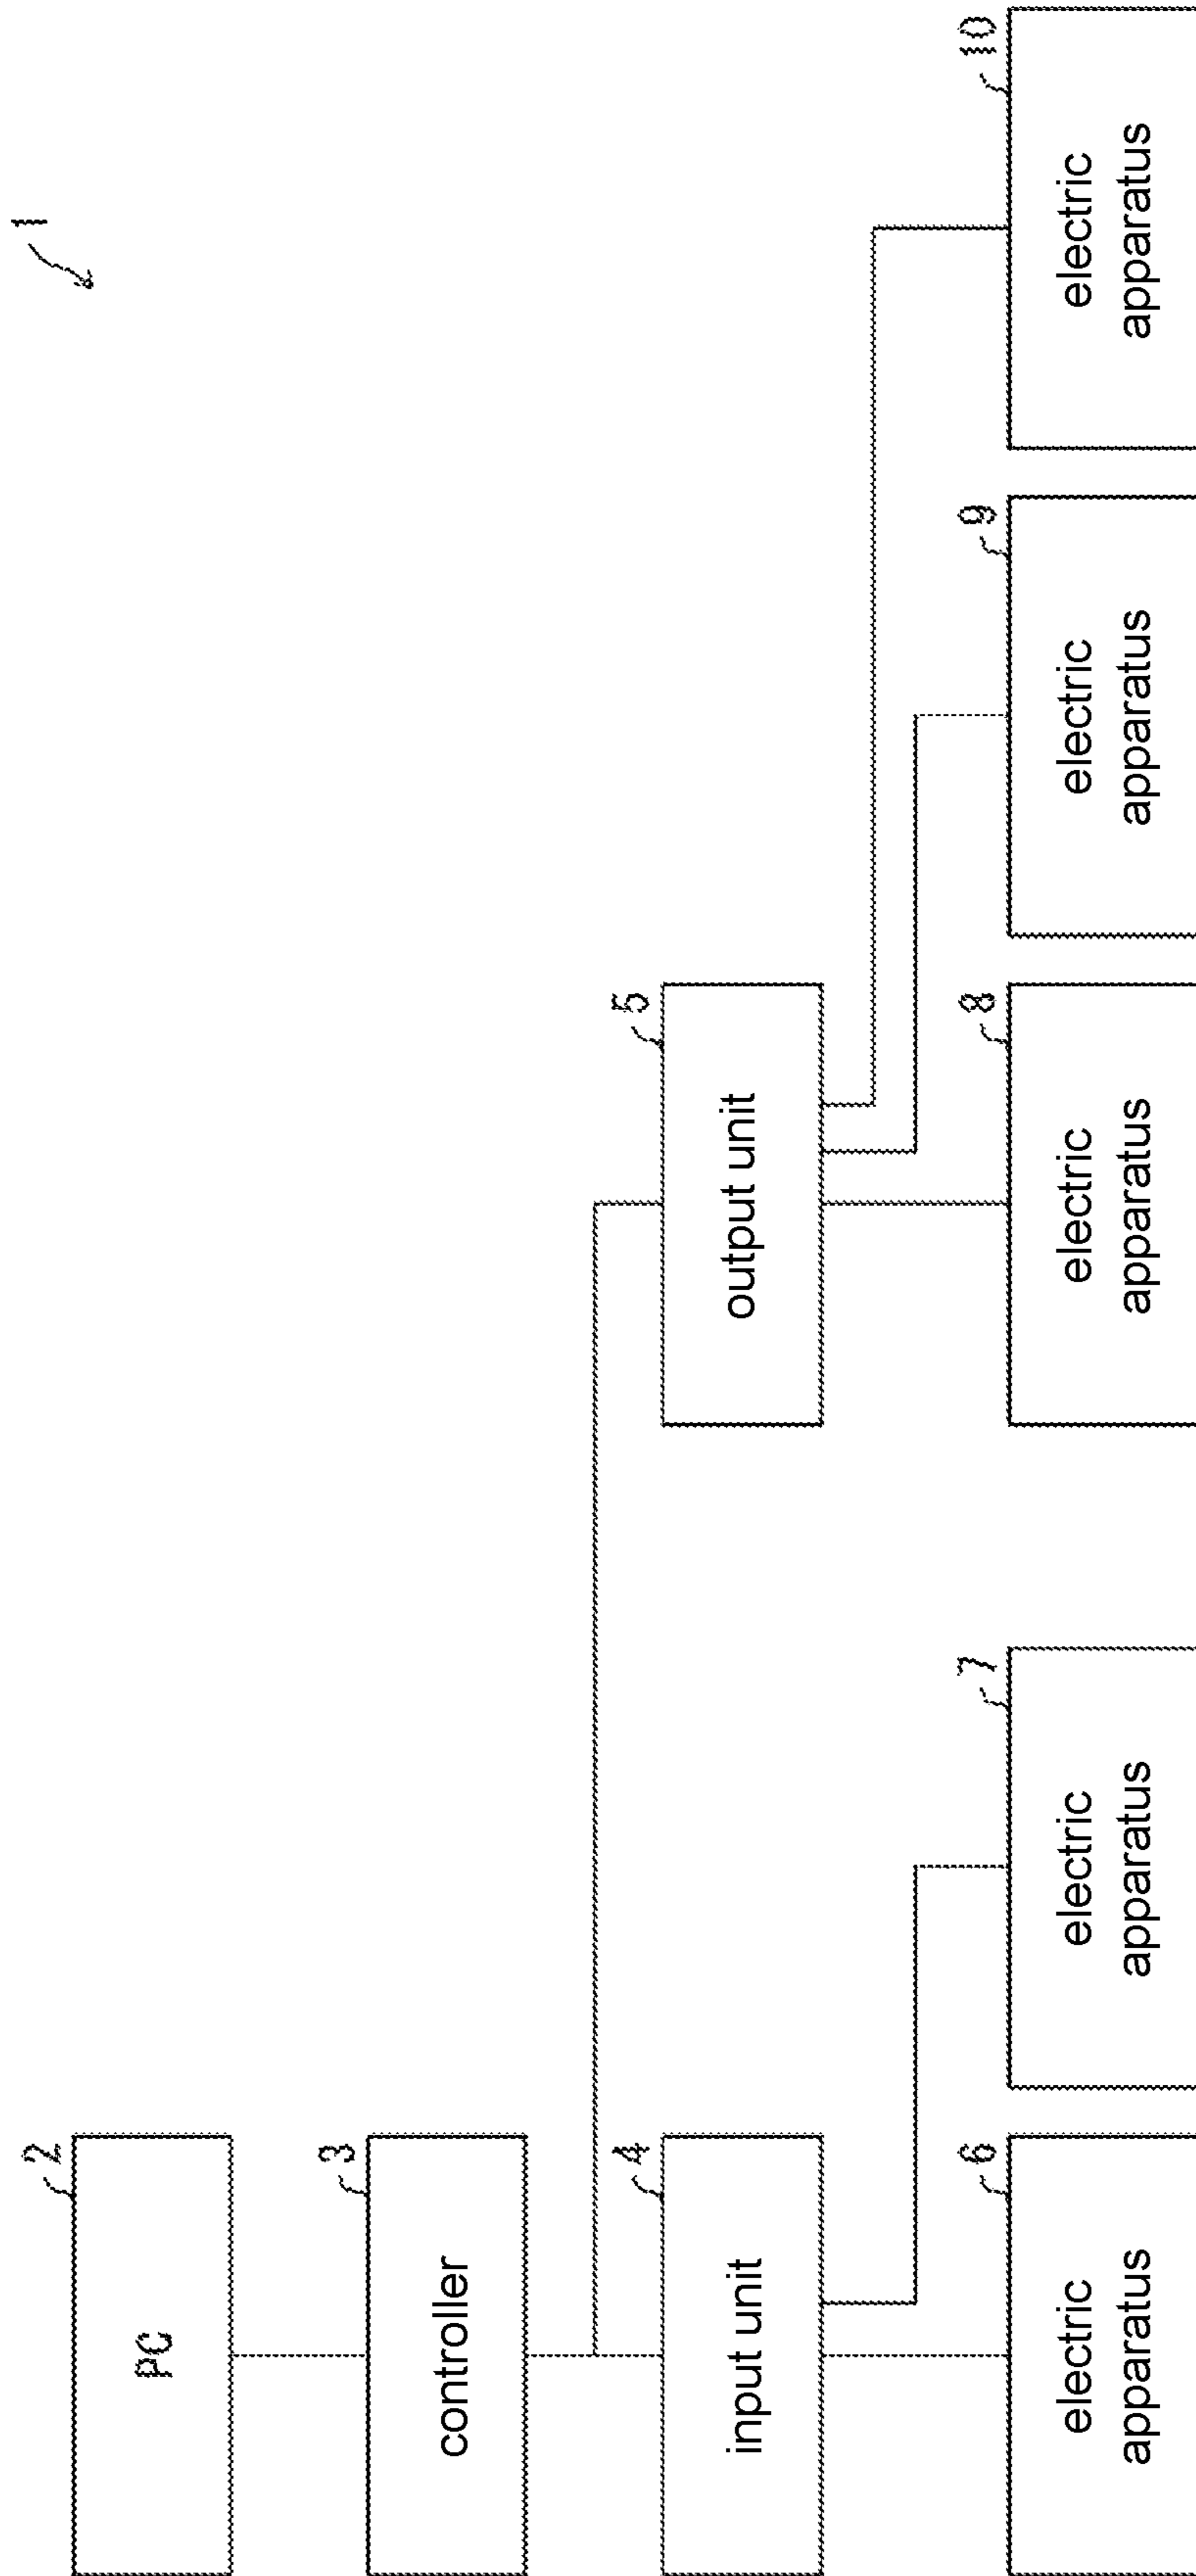 1
2
PC
3
controller
4
input unit
5
output unit
6
electric
apparatus
7
electric
apparatus
8
electric
apparatus
9
electric
apparatus
10
electric
apparatus